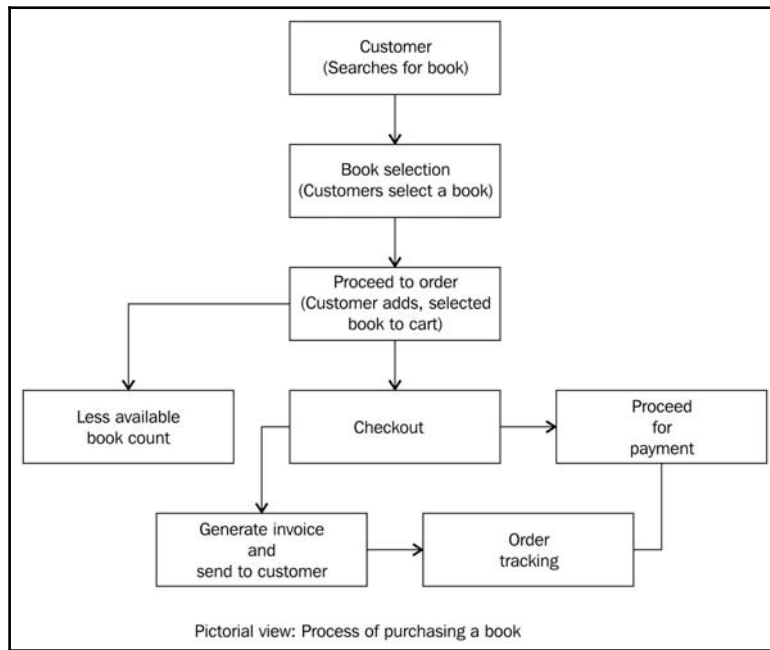 Customer
(Searches for book)
Book selection
(Customers select a book)
Proceed to order
(Customer adds, selected
book to cart)
Less available
book count
Checkout
Proceed
for
payment
Generate invoice
and
send to customer
Order
tracking
Pictorial view: Process of purchasing a book